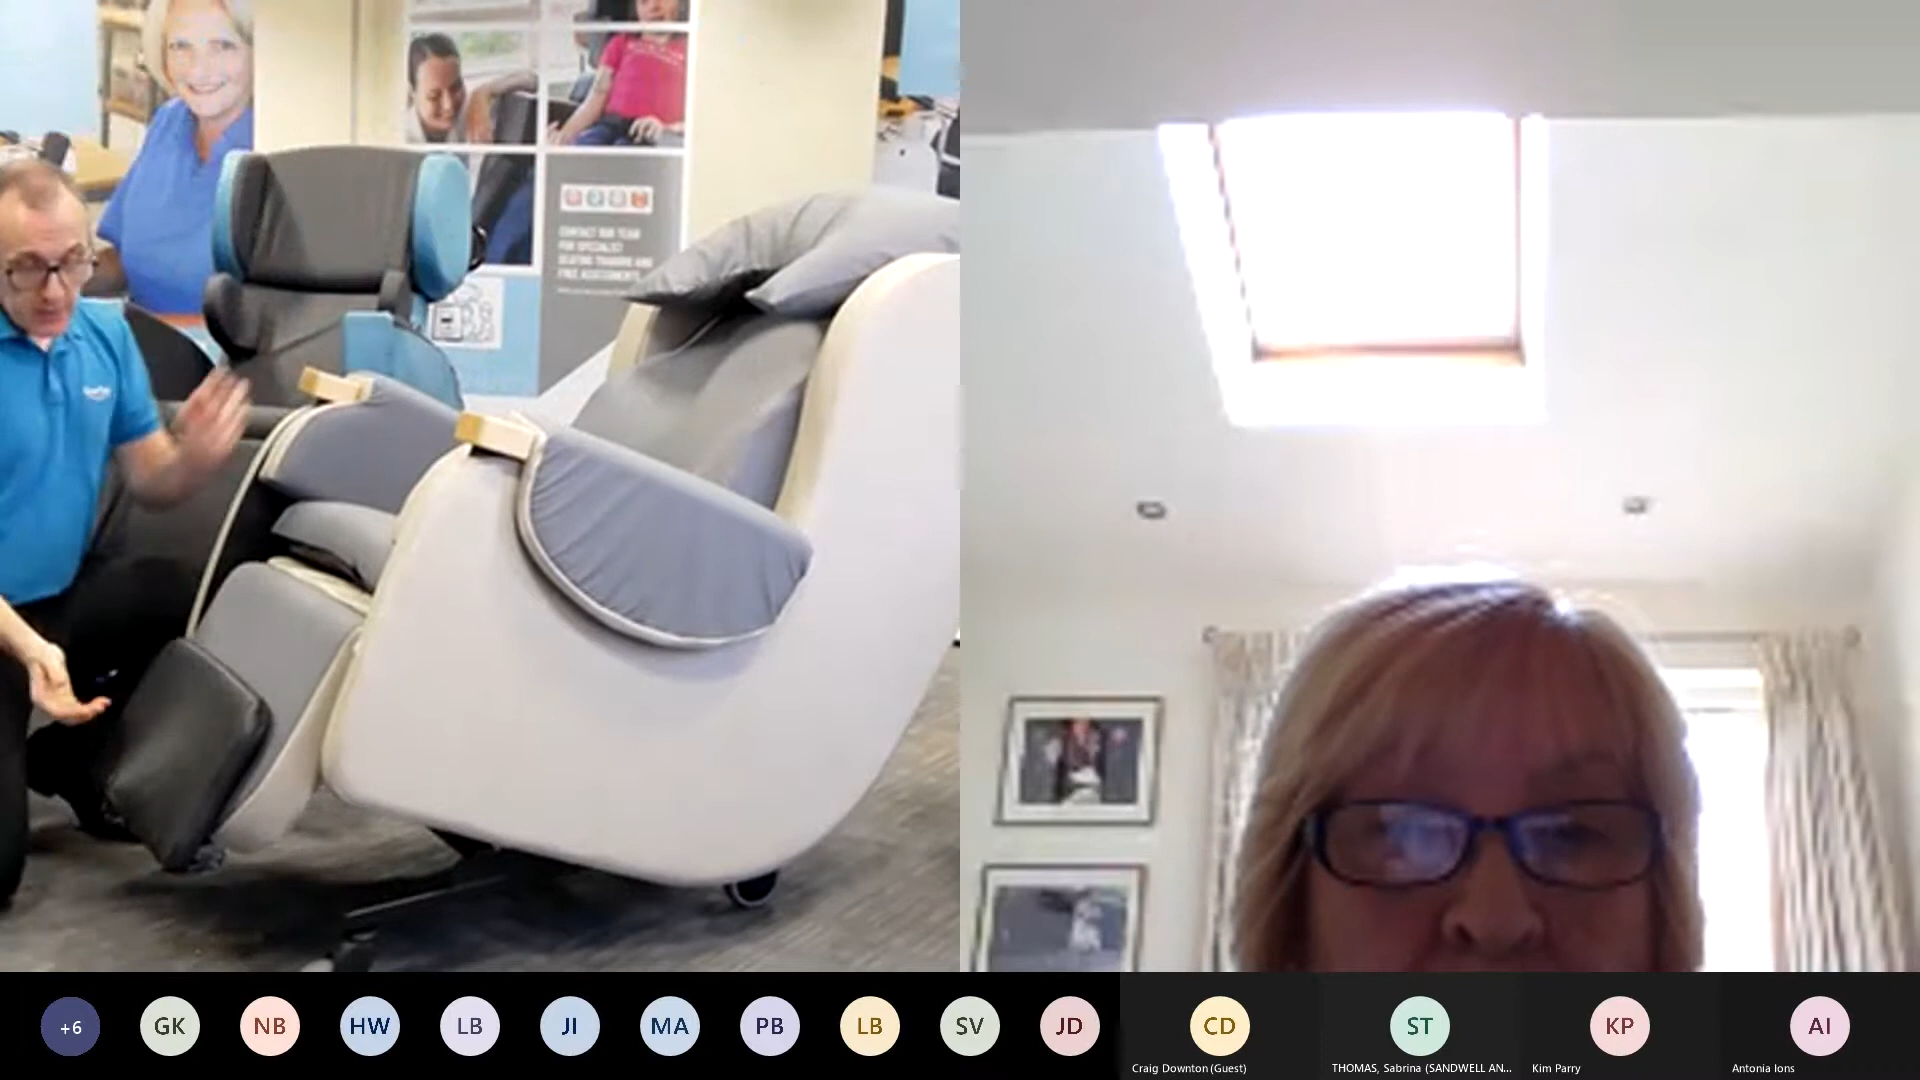 CONTACT OUR TEAM
FOR SPECIALIST
SEATING TRAINING AND
FREE ASSESSMENTS
+6
GK
NB
HW
LB
JI
MA
PB
LB
SV
JD
CD
ST
KP
AI
Craig Downton (Guest)
THOMAS, Sabrina (SANDWELL AN...
Kim Parry
Antonia Ions